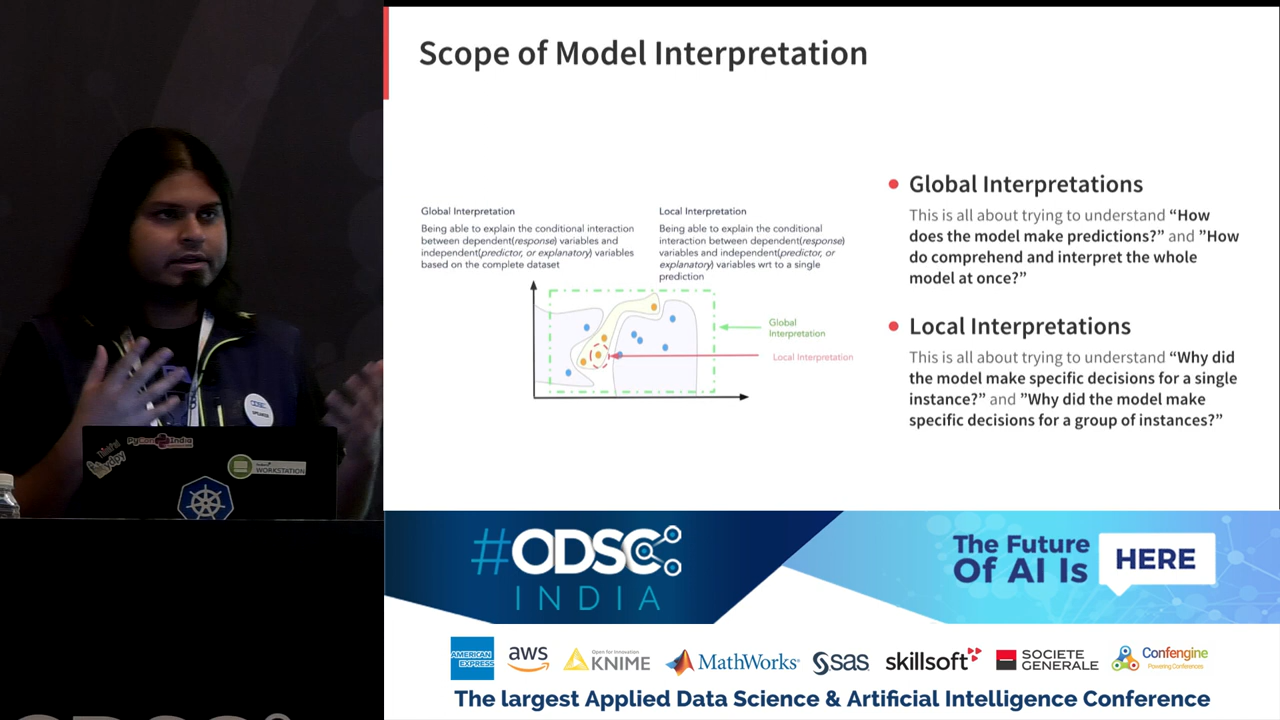 Scope of Model Interpretation
Global Interpretation
Being able to explain the conditional interaction
between dependent(response) variables and
independent(predictor, or explanatory) variables
based on the complete dataset
Local Interpretation
Being able to explain the conditional
interaction between dependent(response)
variables and independent(predictor, or
explanatory) variables wrt to a single
prediction
Global
Interpretation
Local Interpretation
Global Interpretations
This is all about trying to understand “How
does the model make predictions?” and “How
do comprehend and interpret the whole
model at once?”
Local Interpretations
This is all about trying to understand “Why did
the model make specific decisions for a single
instance?” and ”Why did the model make
specific decisions for a group of instances?”
ODSC
SPEAKER
PyCon India
WORKSTATION
#ODSC
INDIA
The Future
Of AI Is
HERE
AMERICAN
EXPRESS
aws
Open for Innovation
KNIME
MathWorks
sas
skillsoft
SOCIETE
GENERALE
Confengine
Powering Conferences
The largest Applied Data Science & Artificial Intelligence Conference